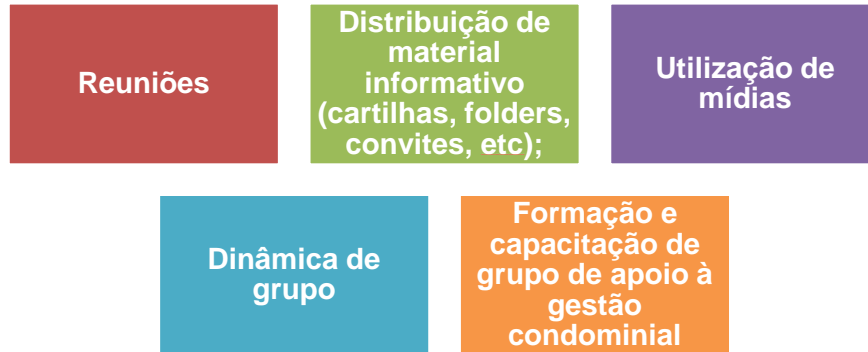 Reuniões
Distribuição de
material
informativo
(cartilhas, folders,
convites, etc);
Utilização de
mídias
Dinâmica de
grupo
Formação e
capacitação de
grupo de apoio à
gestão
condominial